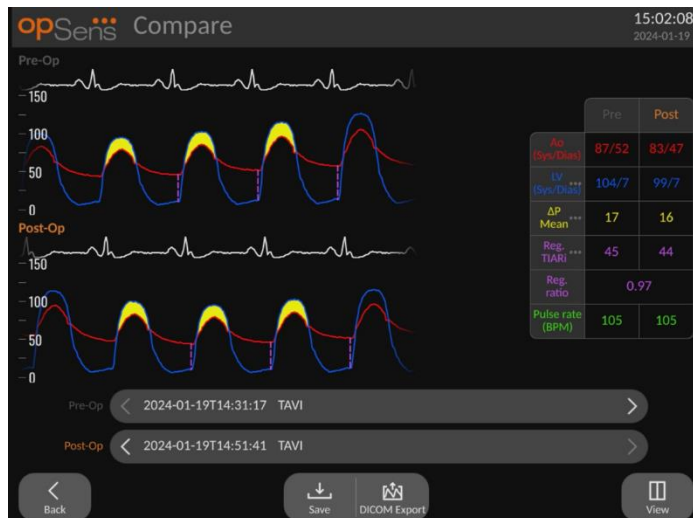 opSens Compare
15:02:08
2024-01-19
Pre-Op
150
100
50
0
Post-Op
150
100
50
0
Pre Post
Ao
(Sys/Dias) 87/52 83/47
LV
(Sys/Dias) 104/7 99/7
ΔP
Mean 17 16
Reg.
TIARi 45 44
Reg.
ratio 0.97
Pulse rate
(BPM) 105 105
Pre-Op 2024-01-19T14:31:17 TAVI
Post-Op 2024-01-19T14:51:41 TAVI
Back Save DICOM Export View